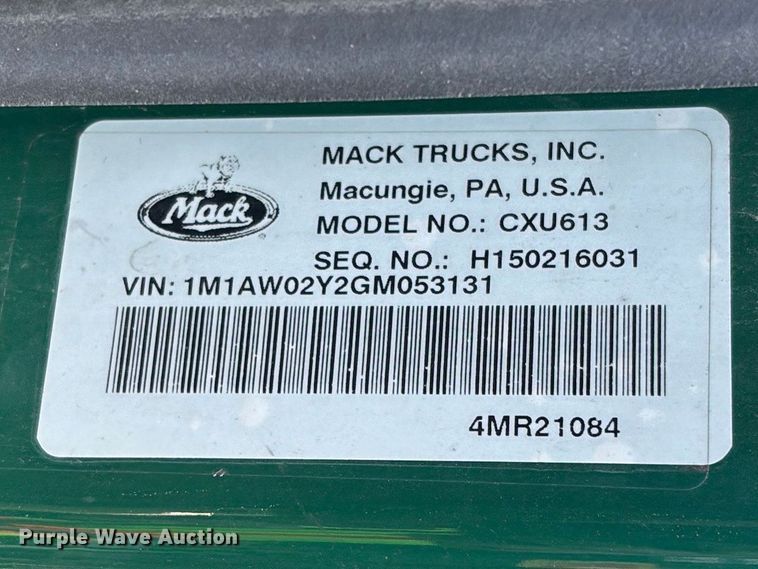 MACK TRUCKS, INC.
Mack
Macungie, PA, U.S.A.
MODEL NO.: CXU613
SEQ. NO.: H150216031
VIN: 1M1AW02Y2GM053131
4MR21084
Purple Wave Auction